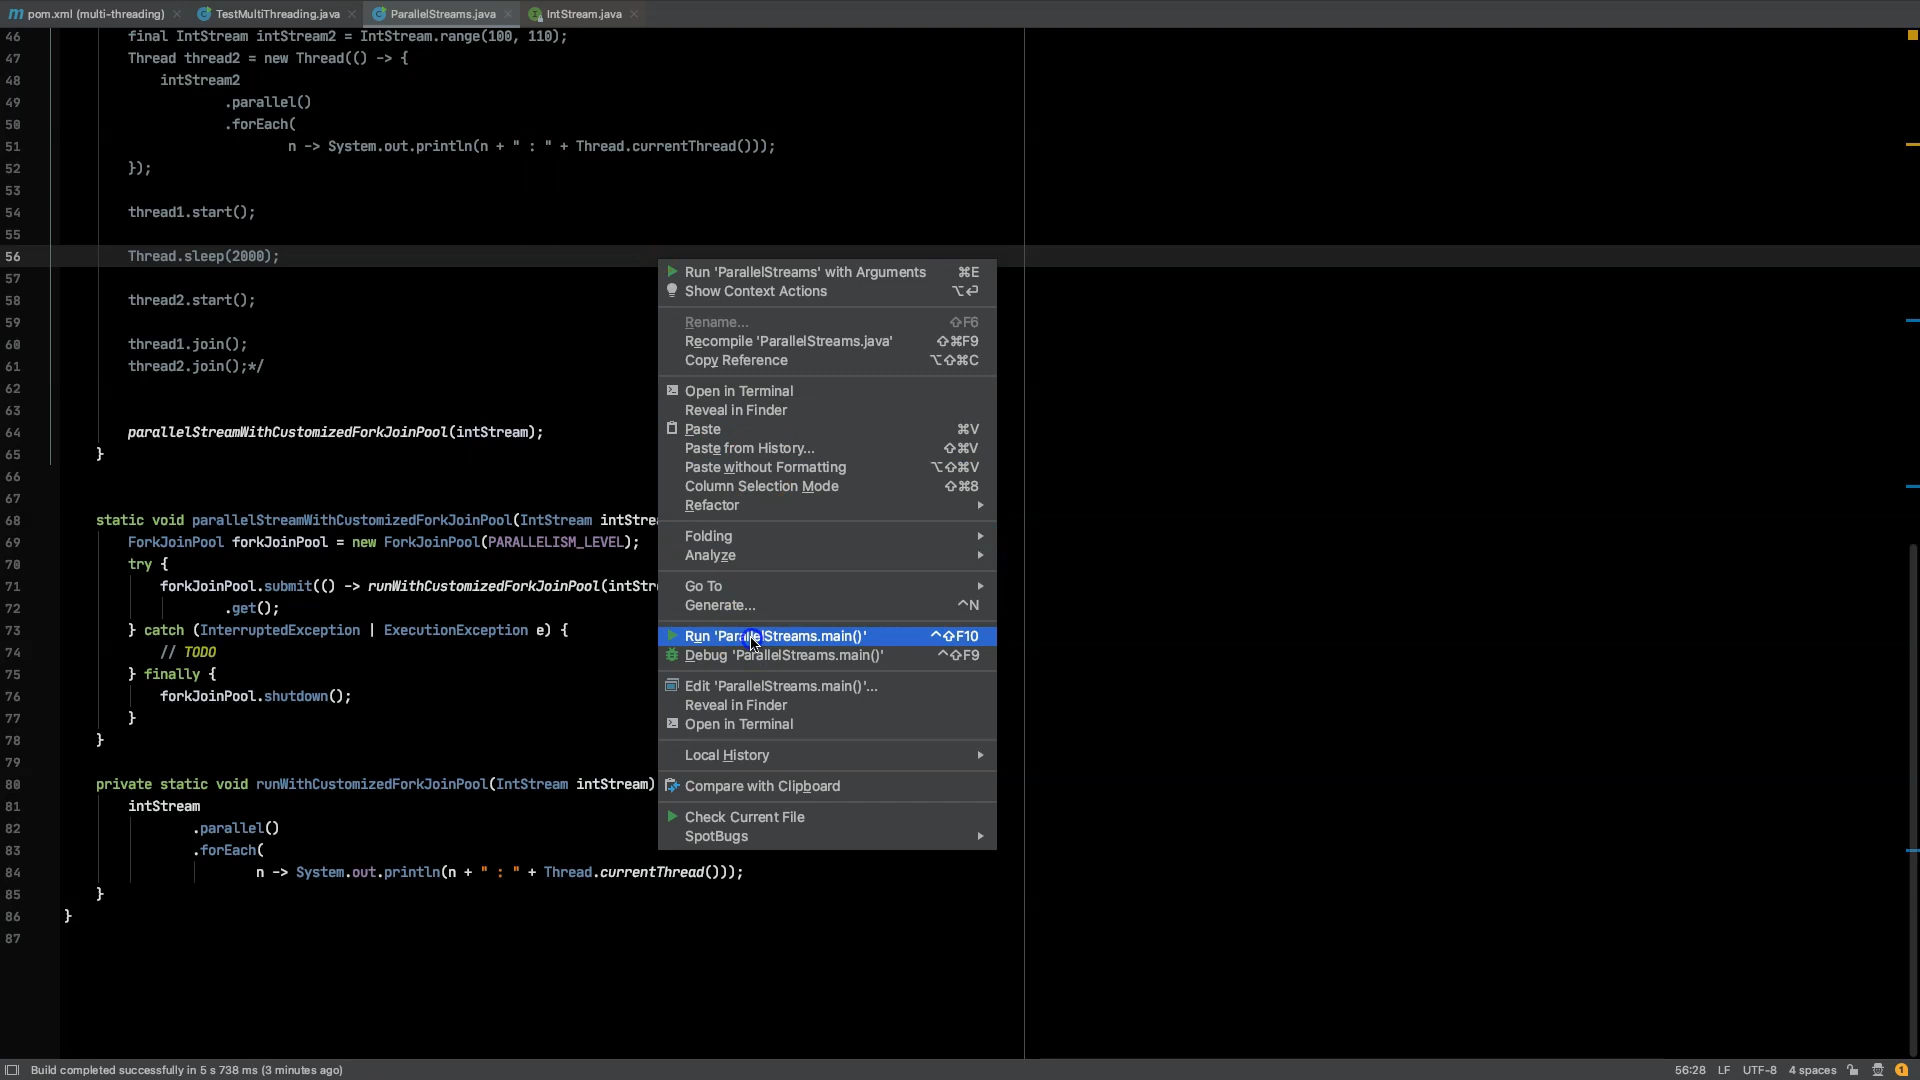 pom.xml (multi-threading)
TestMultiThreading.java
ParallelStreams.java
IntStream.java
46 final IntStream intStream2 = IntStream.range(100, 110);
47 Thread thread2 = new Thread(() -> {
48 intStream2
49 .parallel()
50 .forEach(
51 n -> System.out.println(n + " : " + Thread.currentThread()));
52 });
53
54 thread1.start();
55
56 Thread.sleep(2000);
57
58 thread2.start();
59
60 thread1.join();
61 thread2.join();*/
62
63
64 parallelStreamWithCustomizedForkJoinPool(intStream);
65 }
66
67
68 static void parallelStreamWithCustomizedForkJoinPool(IntStream intStrea
69 ForkJoinPool forkJoinPool = new ForkJoinPool(PARALLELISM_LEVEL);
70 try {
71 forkJoinPool.submit(() -> runWithCustomizedForkJoinPool(intStr
72 .get();
73 } catch (InterruptedException | ExecutionException e) {
74 // TODO
75 } finally {
76 forkJoinPool.shutdown();
77 }
78 }
79
80 private static void runWithCustomizedForkJoinPool(IntStream intStream)
81 intStream
82 .parallel()
83 .forEach(
84 n -> System.out.println(n + " : " + Thread.currentThread()));
85 }
86 }
87
Run 'ParallelStreams' with Arguments ⌘E
Show Context Actions ⌥⏎
Rename... ⇧F6
Recompile 'ParallelStreams.java' ⇧⌘F9
Copy Reference ⌥⇧⌘C
Open in Terminal
Reveal in Finder
Paste ⌘V
Paste from History... ⇧⌘V
Paste without Formatting ⌥⇧⌘V
Column Selection Mode ⇧⌘8
Refactor
Folding
Analyze
Go To
Generate... ^N
Run 'ParallelStreams.main()' ^⇧F10
Debug 'ParallelStreams.main()' ^⇧F9
Edit 'ParallelStreams.main()'...
Reveal in Finder
Open in Terminal
Local History
Compare with Clipboard
Check Current File
SpotBugs
Build completed successfully in 5 s 738 ms (3 minutes ago)
56:28 LF UTF-8 4 spaces 1